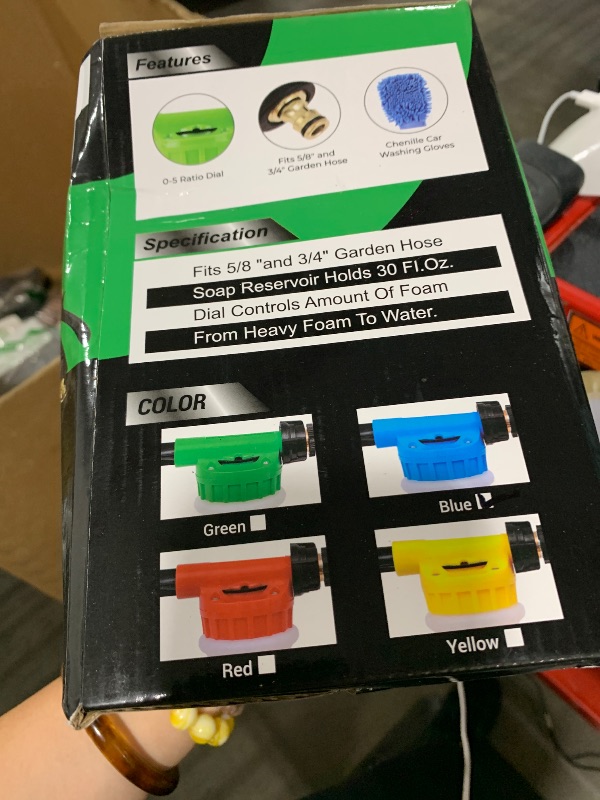 Features
0-5 Ratio Dial
Fits 5/8" and
3/4" Garden Hose
Chenille Car
Washing Gloves
Specification
Fits 5/8 "and 3/4" Garden Hose
Soap Reservoir Holds 30 Fl.Oz.
Dial Controls Amount Of Foam
From Heavy Foam To Water.
COLOR
Green
Blue
Red
Yellow